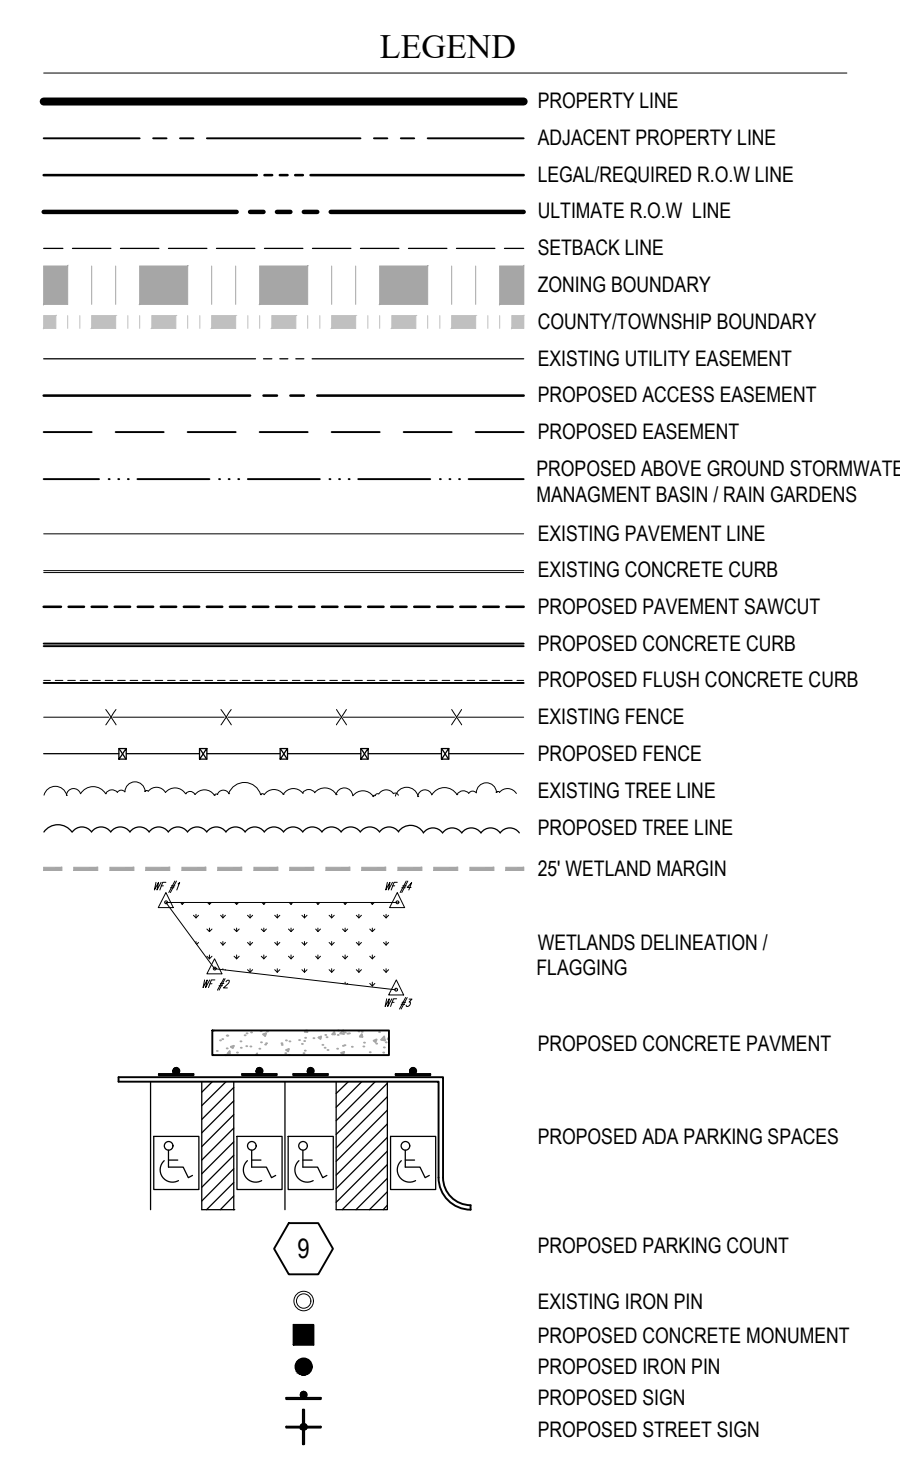 LEGEND
PROPERTY LINE
ADJACENT PROPERTY LINE
LEGAL/REQUIRED R.O.W LINE
ULTIMATE R.O.W LINE
SETBACK LINE
ZONING BOUNDARY
COUNTY/TOWNSHIP BOUNDARY
EXISTING UTILITY EASEMENT
PROPOSED ACCESS EASEMENT
PROPOSED EASEMENT
PROPOSED ABOVE GROUND STORMWATE
MANAGMENT BASIN / RAIN GARDENS
EXISTING PAVEMENT LINE
EXISTING CONCRETE CURB
PROPOSED PAVEMENT SAWCUT
PROPOSED CONCRETE CURB
PROPOSED FLUSH CONCRETE CURB
EXISTING FENCE
PROPOSED FENCE
EXISTING TREE LINE
PROPOSED TREE LINE
25' WETLAND MARGIN
WF #1
WF #4
WF #2
WF #3
WETLANDS DELINEATION /
FLAGGING
PROPOSED CONCRETE PAVMENT
PROPOSED ADA PARKING SPACES
9
PROPOSED PARKING COUNT
EXISTING IRON PIN
PROPOSED CONCRETE MONUMENT
PROPOSED IRON PIN
PROPOSED SIGN
PROPOSED STREET SIGN